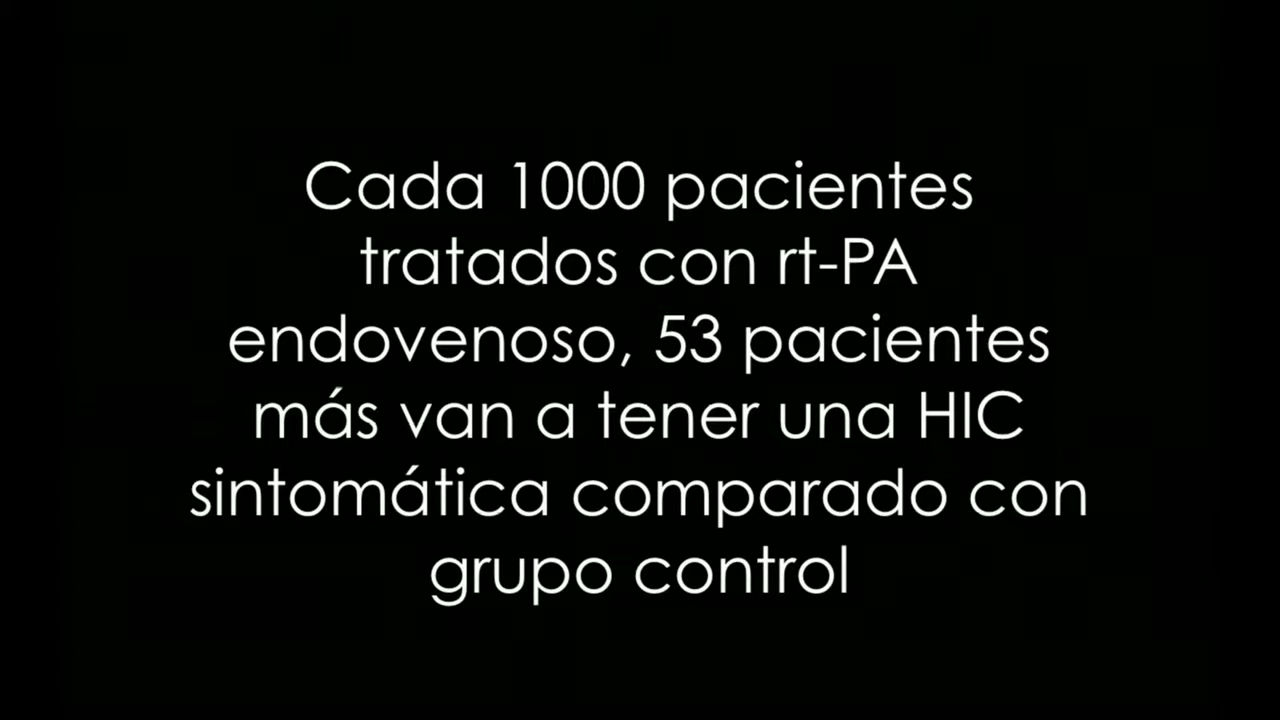 Cada 1000 pacientes
tratados con rt-PA
endovenoso, 53 pacientes
más van a tener una HIC
sintomática comparado con
grupo control